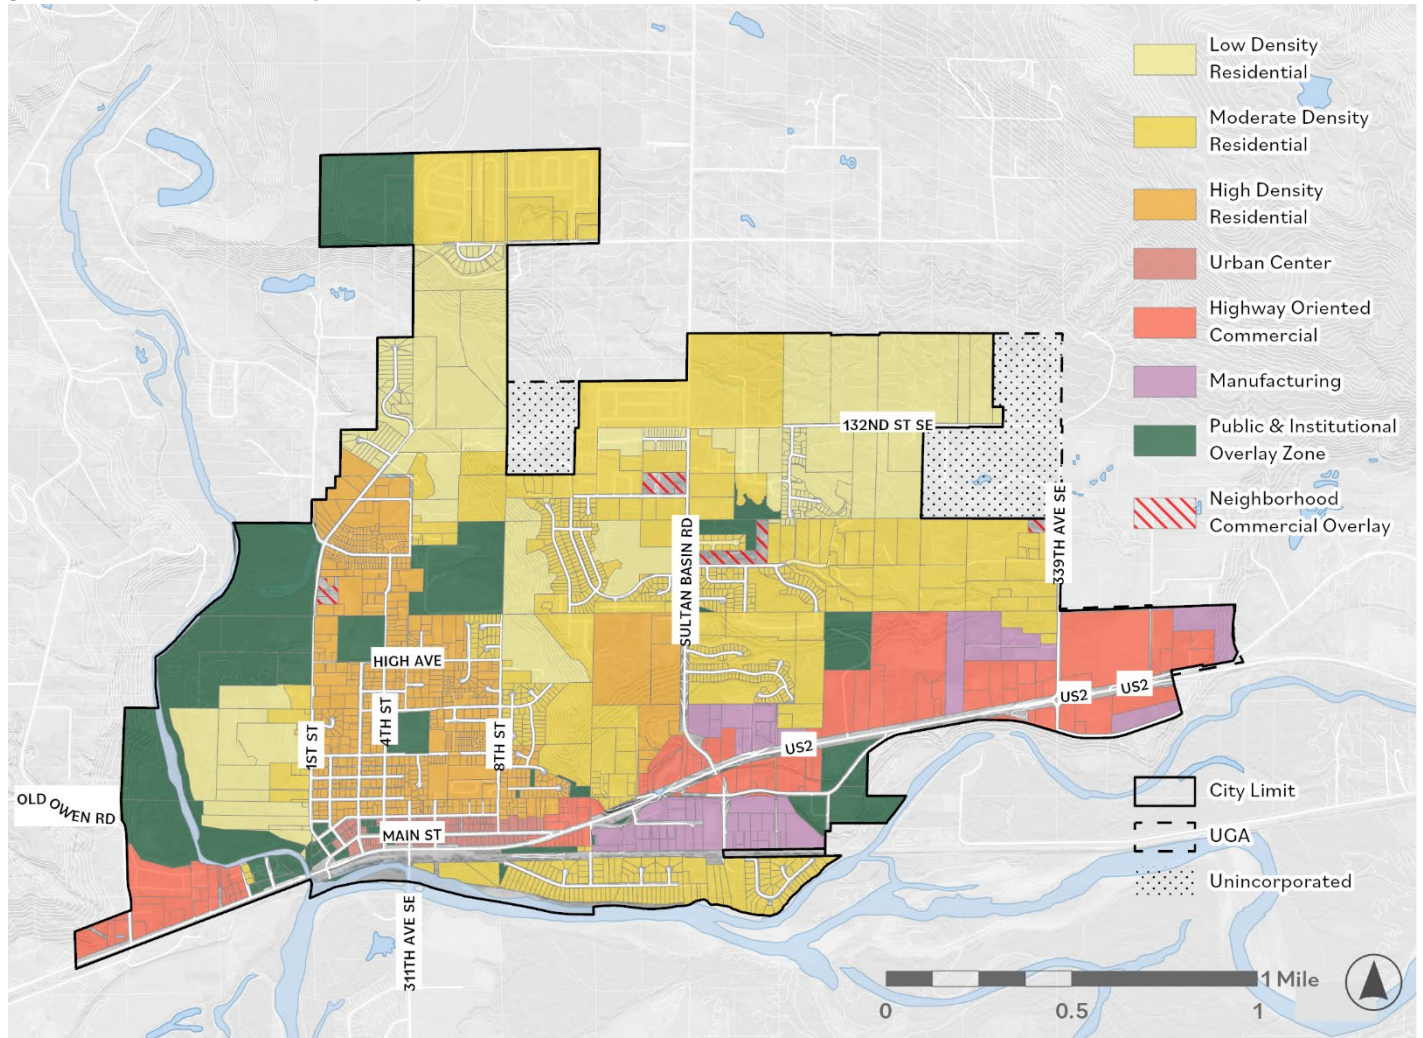 Low Density
Residential
Moderate Density
Residential
High Density
Residential
Urban Center
Highway Oriented
Commercial
Manufacturing
Public & Institutional
Overlay Zone
Neighborhood
Commercial Overlay
132ND ST SE
SULTAN BASIN RD
339TH AVE SE
HIGH AVE
4TH ST
1ST ST
8TH ST
US2
US2
US2
OLD OWEN RD
MAIN ST
311TH AVE SE
City Limit
UGA
Unincorporated
1 Mile
0
0.5
1